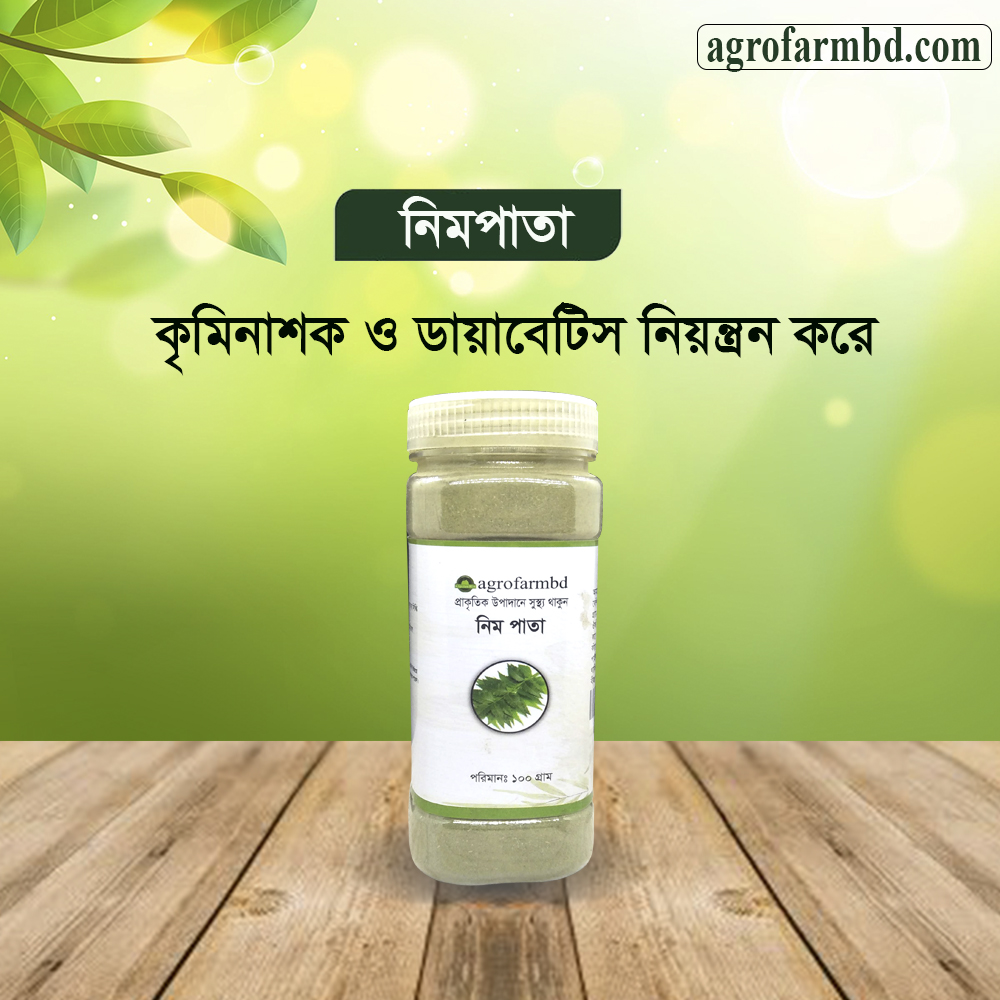 agrofarmbd.com
নিমপাতা
কৃমিনাশক ও ডায়াবেটিস নিয়ন্ত্রন করে
agrofarmbd
প্রাকৃতিক উপাদানে সুস্থ্য থাকুন
নিম পাতা
পরিমানঃ ১০০ গ্রাম